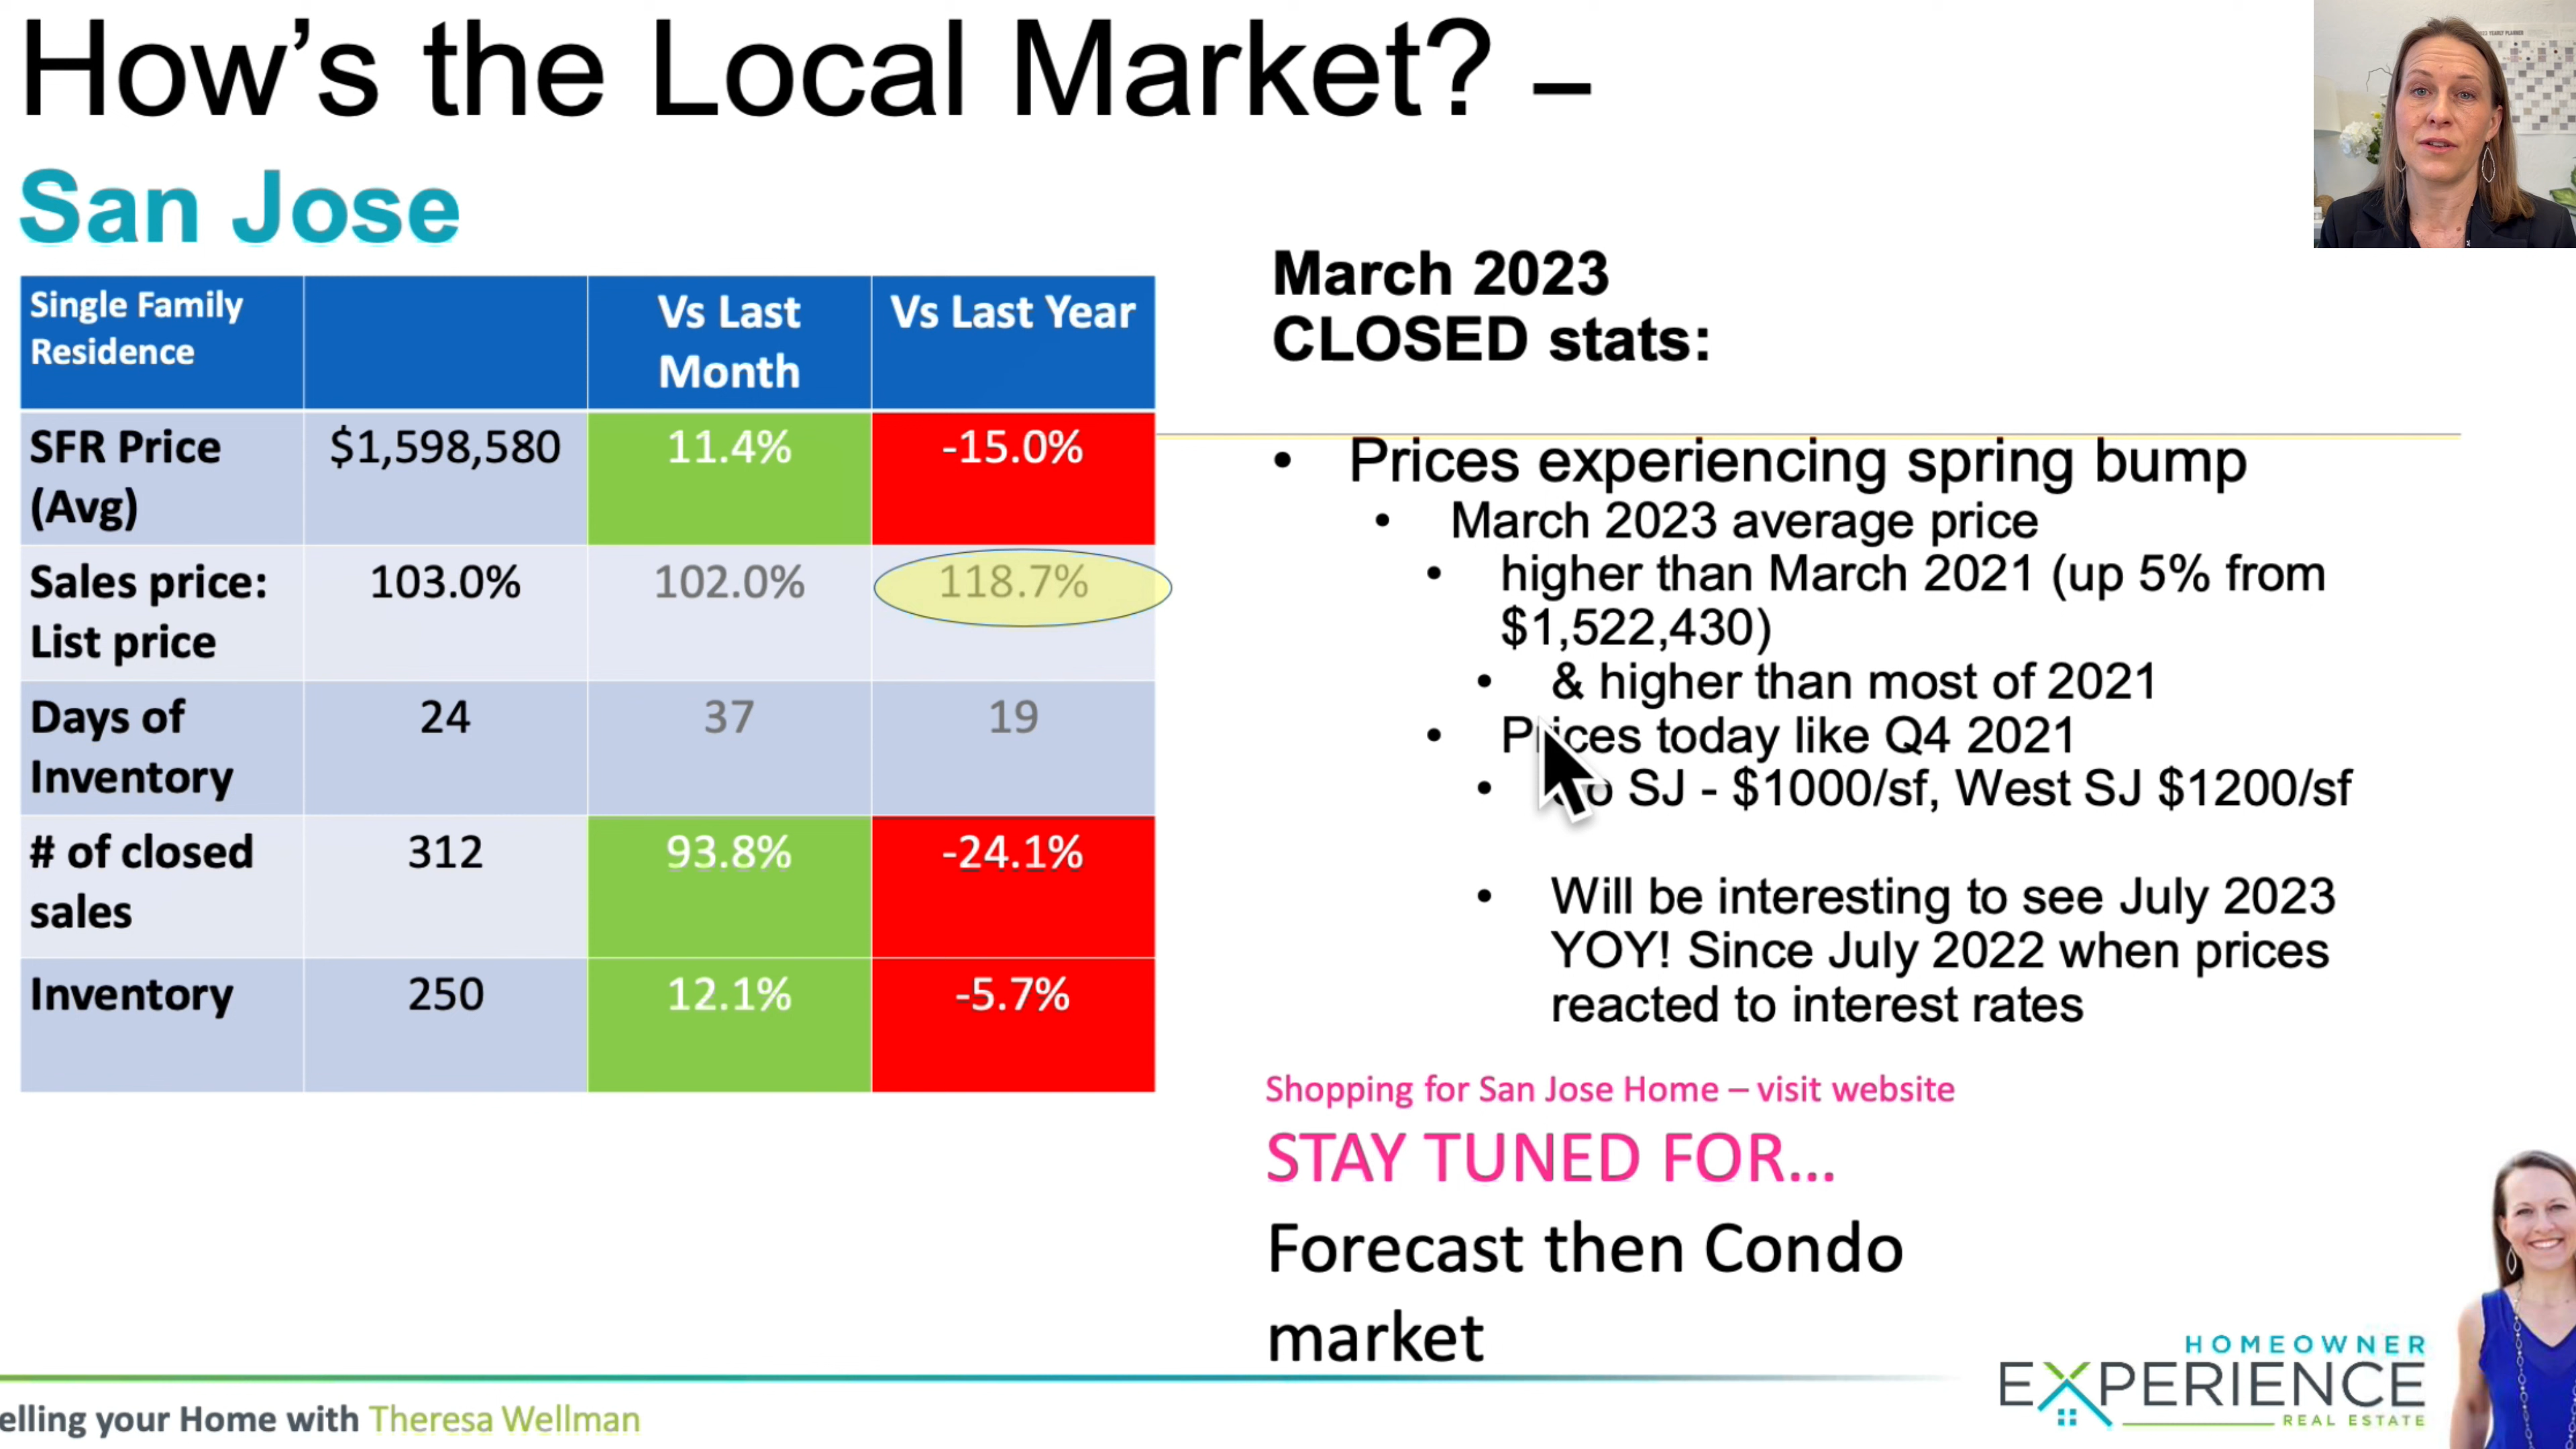 How's the Local Market? –
San Jose
Single Family
Residence
Vs Last
Month
Vs Last Year
SFR Price
(Avg)
$1,598,580
11.4%
-15.0%
Sales price:
List price
103.0%
102.0%
118.7%
Days of
Inventory
24
37
19
# of closed
sales
312
93.8%
-24.1%
Inventory
250
12.1%
-5.7%
March 2023
CLOSED stats:
• Prices experiencing spring bump
• March 2023 average price
• higher than March 2021 (up 5% from
$1,522,430)
• & higher than most of 2021
• Prices today like Q4 2021
• SJ - $1000/sf, West SJ $1200/sf
• Will be interesting to see July 2023
YOY! Since July 2022 when prices
reacted to interest rates
Shopping for San Jose Home – visit website
STAY TUNED FOR...
Forecast then Condo
market
elling your Home with Theresa Wellman
HOMEOWNER
EXPERIENCE
REAL ESTATE